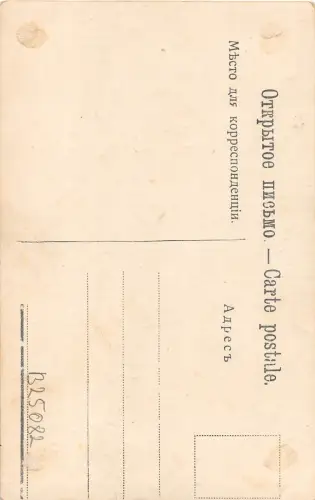 Открытое письмо. — Carte postale.
Мѣсто для корреспонденціи.
Адресъ
B25082